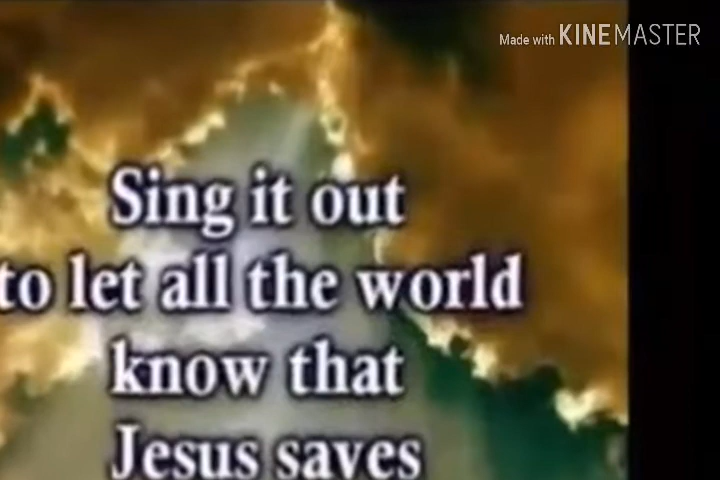 Made with KINEMASTER
Sing it out
to let all the world
know that
Jesus saves